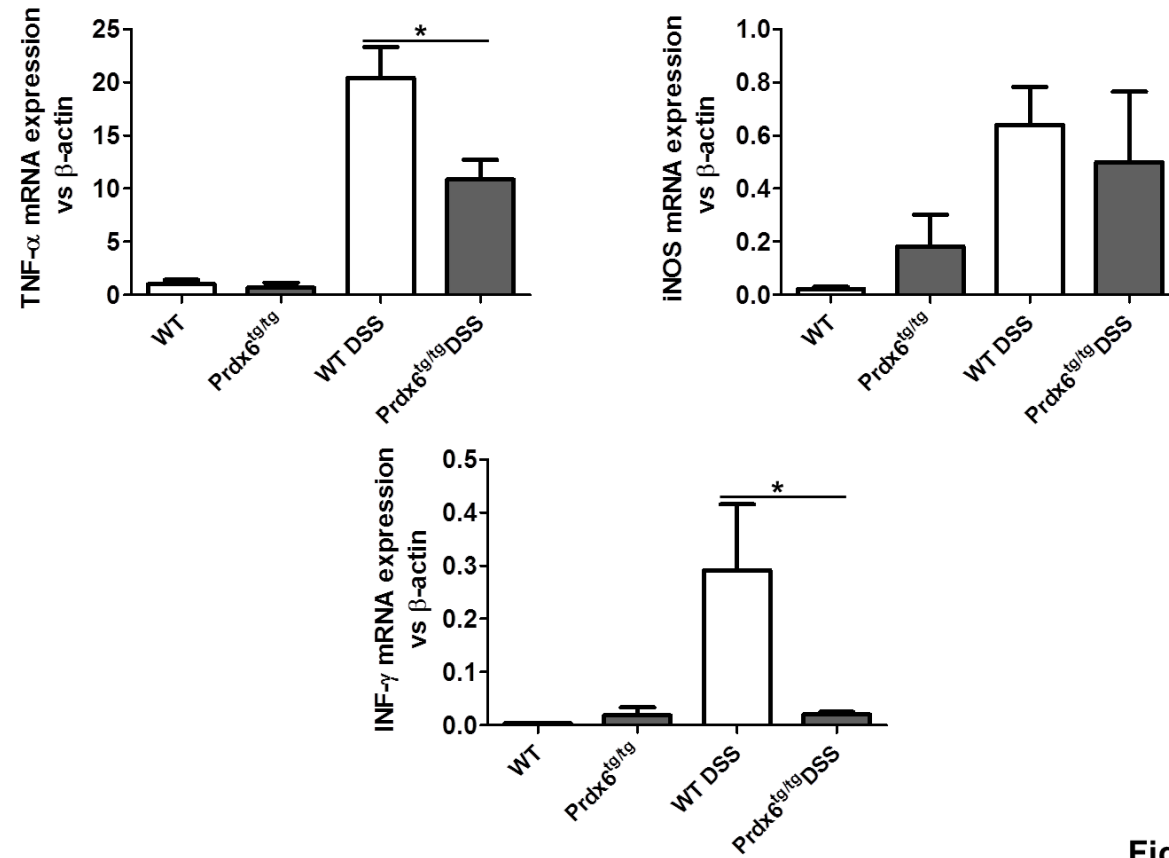 TNF-α mRNA expression
vs β-actin
25
20
15
10
5
0
*
WT
Prdx6tg/tg
WT DSS
Prdx6tg/tgDSS
iNOS mRNA expression
vs β-actin
1.0
0.8
0.6
0.4
0.2
0.0
WT
Prdx6tg/tg
WT DSS
Prdx6tg/tgDSS
INF-γ mRNA expression
vs β-actin
0.5
0.4
0.3
0.2
0.1
0.0
*
WT
Prdx6tg/tg
WT DSS
Prdx6tg/tgDSS
Fig